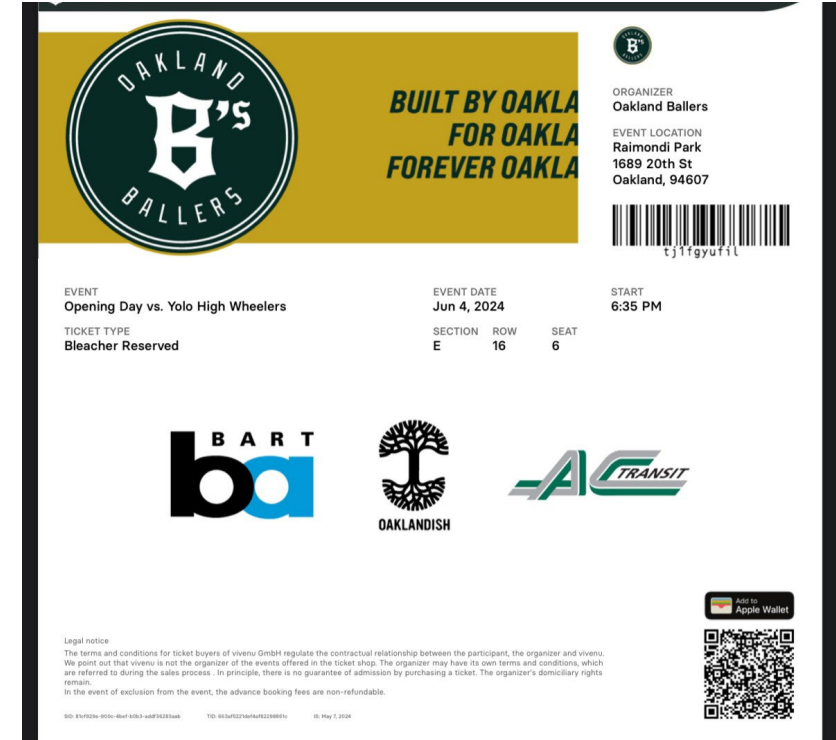 OAKLAND
B's
BALLERS
BUILT BY OAKLA
FOR OAKLA
FOREVER OAKLA
B's
ORGANIZER
Oakland Ballers
EVENT LOCATION
Raimondi Park
1689 20th St
Oakland, 94607
tj1fgyufil
EVENT
Opening Day vs. Yolo High Wheelers
EVENT DATE
Jun 4, 2024
START
6:35 PM
TICKET TYPE
Bleacher Reserved
SECTION ROW SEAT
E 16 6
BART
ba
OAKLANDISH
AC TRANSIT
Add to
Apple Wallet
Legal notice
The terms and conditions for ticket buyers of vivenu GmbH regulate the contractual relationship between the participant, the organizer and vivenu.
We point out that vivenu is not the organizer of the events offered in the ticket shop. The organizer may have its own terms and conditions, which
are referred to during the sales process . In principle, there is no guarantee of admission by purchasing a ticket. The organizer's domiciliary rights
remain.
In the event of exclusion from the event, the advance booking fees are non-refundable.
BID: TID: IS: May 7, 2024